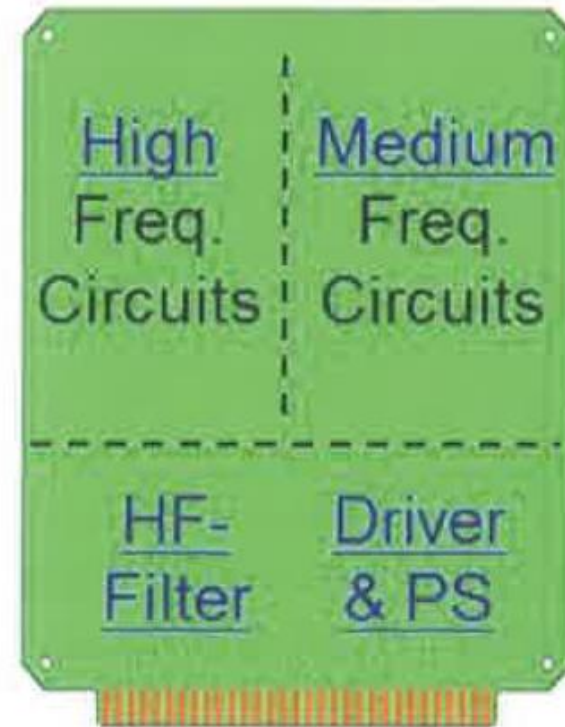 High
Freq.
Circuits
Medium
Freq.
Circuits
HF-
Filter
Driver
& PS